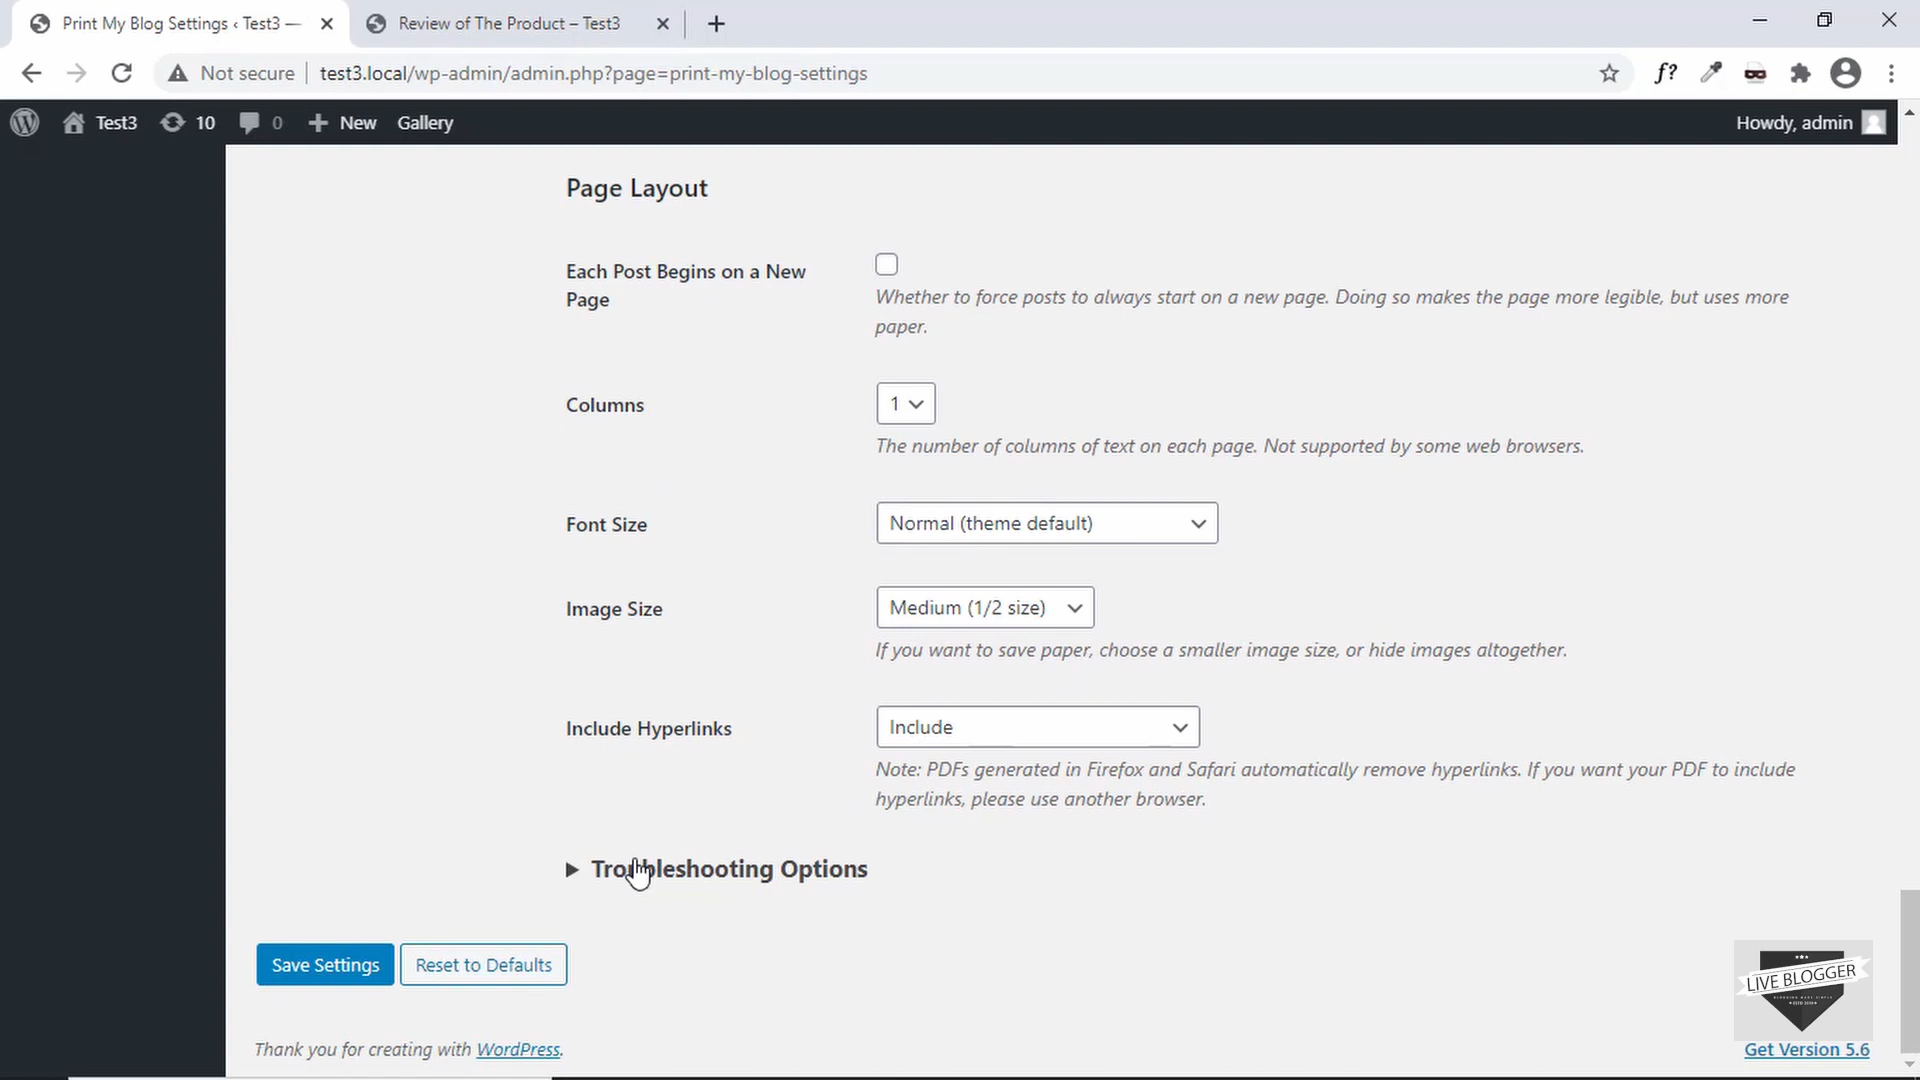 Print My Blog Settings ‹ Test3 —
Review of The Product – Test3
Not secure
test3.local/wp-admin/admin.php?page=print-my-blog-settings
f?
Test3
10
0
New
Gallery
Howdy, admin
Page Layout
Each Post Begins on a New
Page
Whether to force posts to always start on a new page. Doing so makes the page more legible, but uses more
paper.
Columns
1
The number of columns of text on each page. Not supported by some web browsers.
Font Size
Normal (theme default)
Image Size
Medium (1/2 size)
If you want to save paper, choose a smaller image size, or hide images altogether.
Include Hyperlinks
Include
Note: PDFs generated in Firefox and Safari automatically remove hyperlinks. If you want your PDF to include
hyperlinks, please use another browser.
Troubleshooting Options
Save Settings
Reset to Defaults
LIVE BLOGGER
Thank you for creating with WordPress.
Get Version 5.6